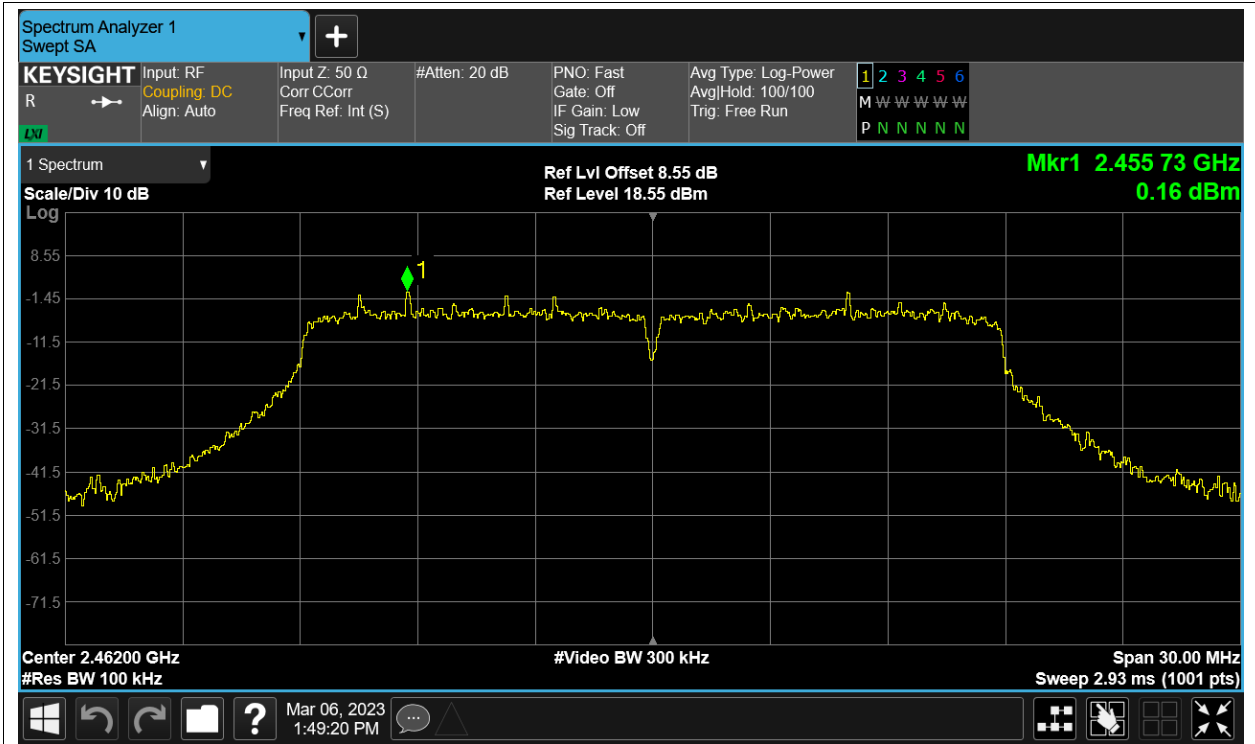 Spectrum Analyzer 1
Swept SA
KEYSIGHT
R
LXI
Input: RF
Coupling: DC
Align: Auto
Input Z: 50 Ω
Corr CCorr
Freq Ref: Int (S)
#Atten: 20 dB
PNO: Fast
Gate: Off
IF Gain: Low
Sig Track: Off
Avg Type: Log-Power
Avg|Hold: 100/100
Trig: Free Run
1 2 3 4 5 6
M W W W W W W
P N N N N N N
1 Spectrum
Scale/Div 10 dB
Ref Lvl Offset 8.55 dB
Ref Level 18.55 dBm
Mkr1 2.455 73 GHz
0.16 dBm
Log
8.55
1
-1.45
-11.5
-21.5
-31.5
-41.5
-51.5
-61.5
-71.5
Center 2.46200 GHz
#Video BW 300 kHz
Span 30.00 MHz
#Res BW 100 kHz
Sweep 2.93 ms (1001 pts)
?
Mar 06, 2023
1:49:20 PM